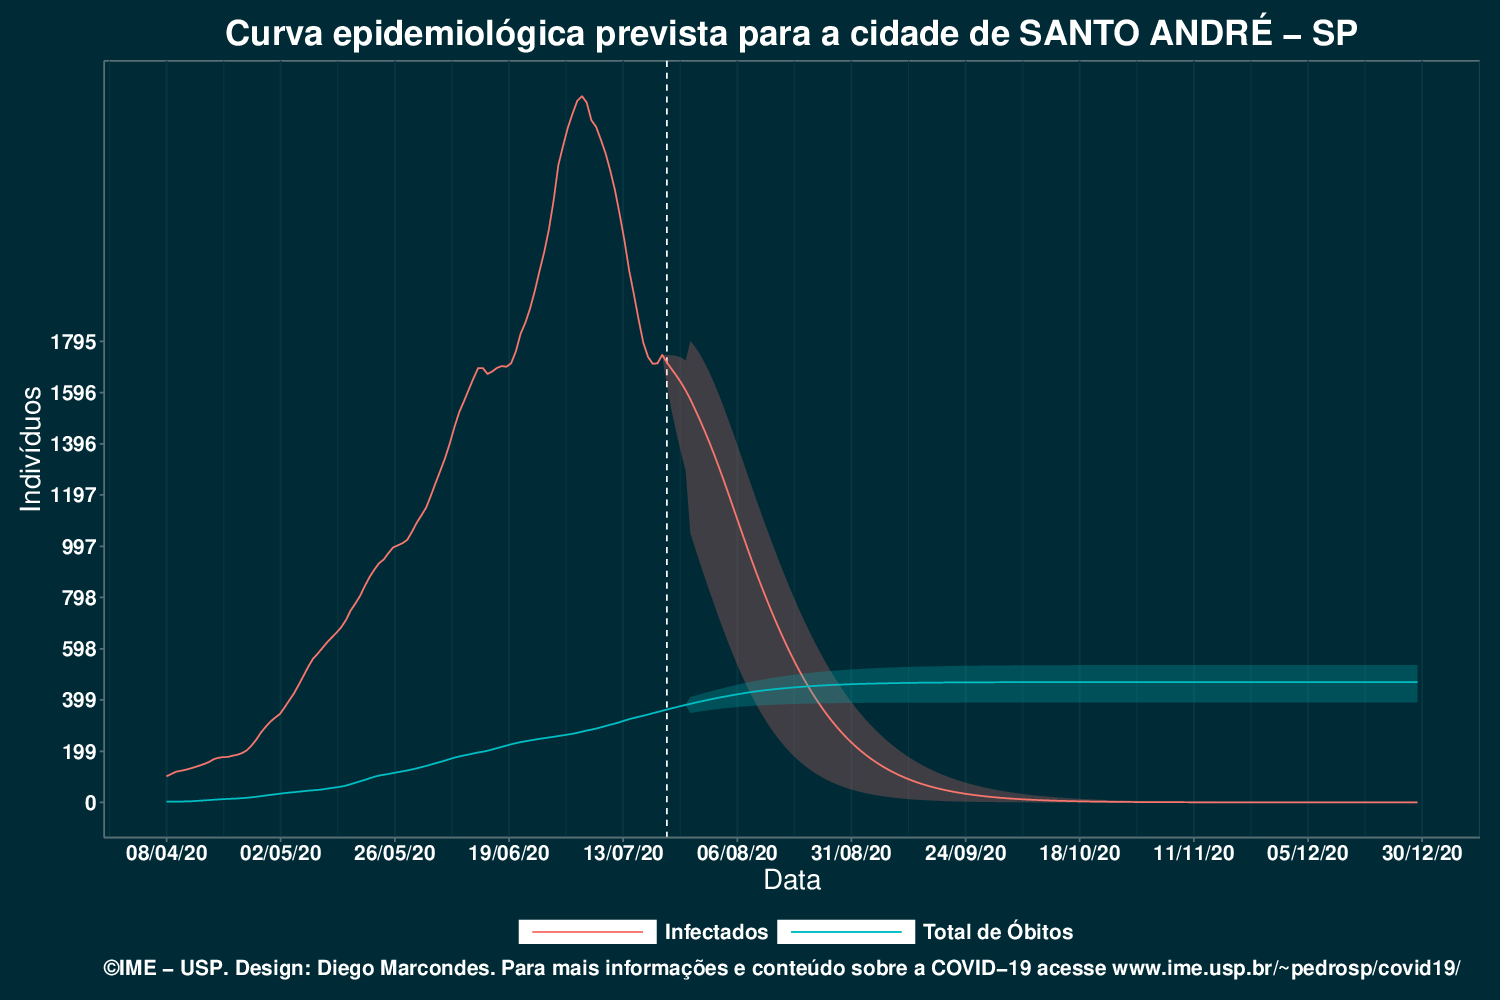 Curva epidemiológica prevista para a cidade de SANTO ANDRÉ – SP
Indivíduos
1795
1596
1396
1197
997
798
598
399
199
0
08/04/20 02/05/20 26/05/20 19/06/20 13/07/20 06/08/20 31/08/20 24/09/20 18/10/20 11/11/20 05/12/20 30/12/20
Data
Infectados Total de Óbitos
©IME – USP. Design: Diego Marcondes. Para mais informações e conteúdo sobre a COVID–19 acesse www.ime.usp.br/~pedrosp/covid19/